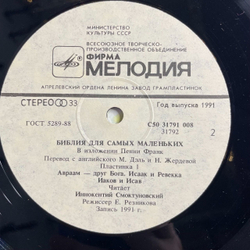 МИНИСТЕРСТВО
КУЛЬТУРЫ СССР
ВСЕСОЮЗНОЕ ТВОРЧЕСКО-
ПРОИЗВОДСТВЕННОЕ ОБЪЕДИНЕНИЕ
ФИРМА
МЕЛОДИЯ
АПРЕЛЕВСКИЙ ОРДЕНА ЛЕНИНА ЗАВОД ГРАМПЛАСТИНОК
СТЕРЕО 33
Год выпуска 1991
ГОСТ 5289-88
С50 31791 008
31792
2
БИБЛИЯ ДЛЯ САМЫХ МАЛЕНЬКИХ
В изложении Пенни Франк
Перевод с английского М. Дэль и Н. Жердевой
Пластинка 1
Авраам — друг Бога. Исаак и Ревекка
Иаков и Исав
Читает
Иннокентий Смоктуновский
Режиссер Е. Резникова
Запись 1991 г.